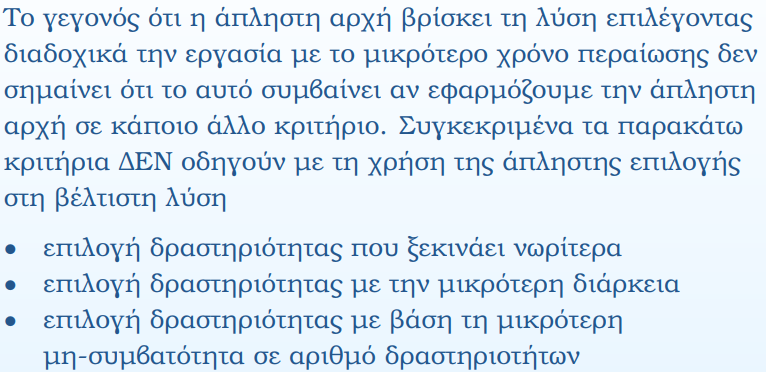 Το γεγονός ότι η άπληστη αρχή βρίσκει τη λύση επιλέγοντας
διαδοχικά την εργασία με το μικρότερο χρόνο περαίωσης δεν
σημαίνει ότι το αυτό συμβαίνει αν εφαρμόζουμε την άπληστη
αρχή σε κάποιο άλλο κριτήριο. Συγκεκριμένα τα παρακάτω
κριτήρια ΔΕΝ οδηγούν με τη χρήση της άπληστης επιλογής
στη βέλτιστη λύση
• επιλογή δραστηριότητας που ξεκινάει νωρίτερα
• επιλογή δραστηριότητας με την μικρότερη διάρκεια
• επιλογή δραστηριότητας με βάση τη μικρότερη
μη-συμβατότητα σε αριθμό δραστηριοτήτων